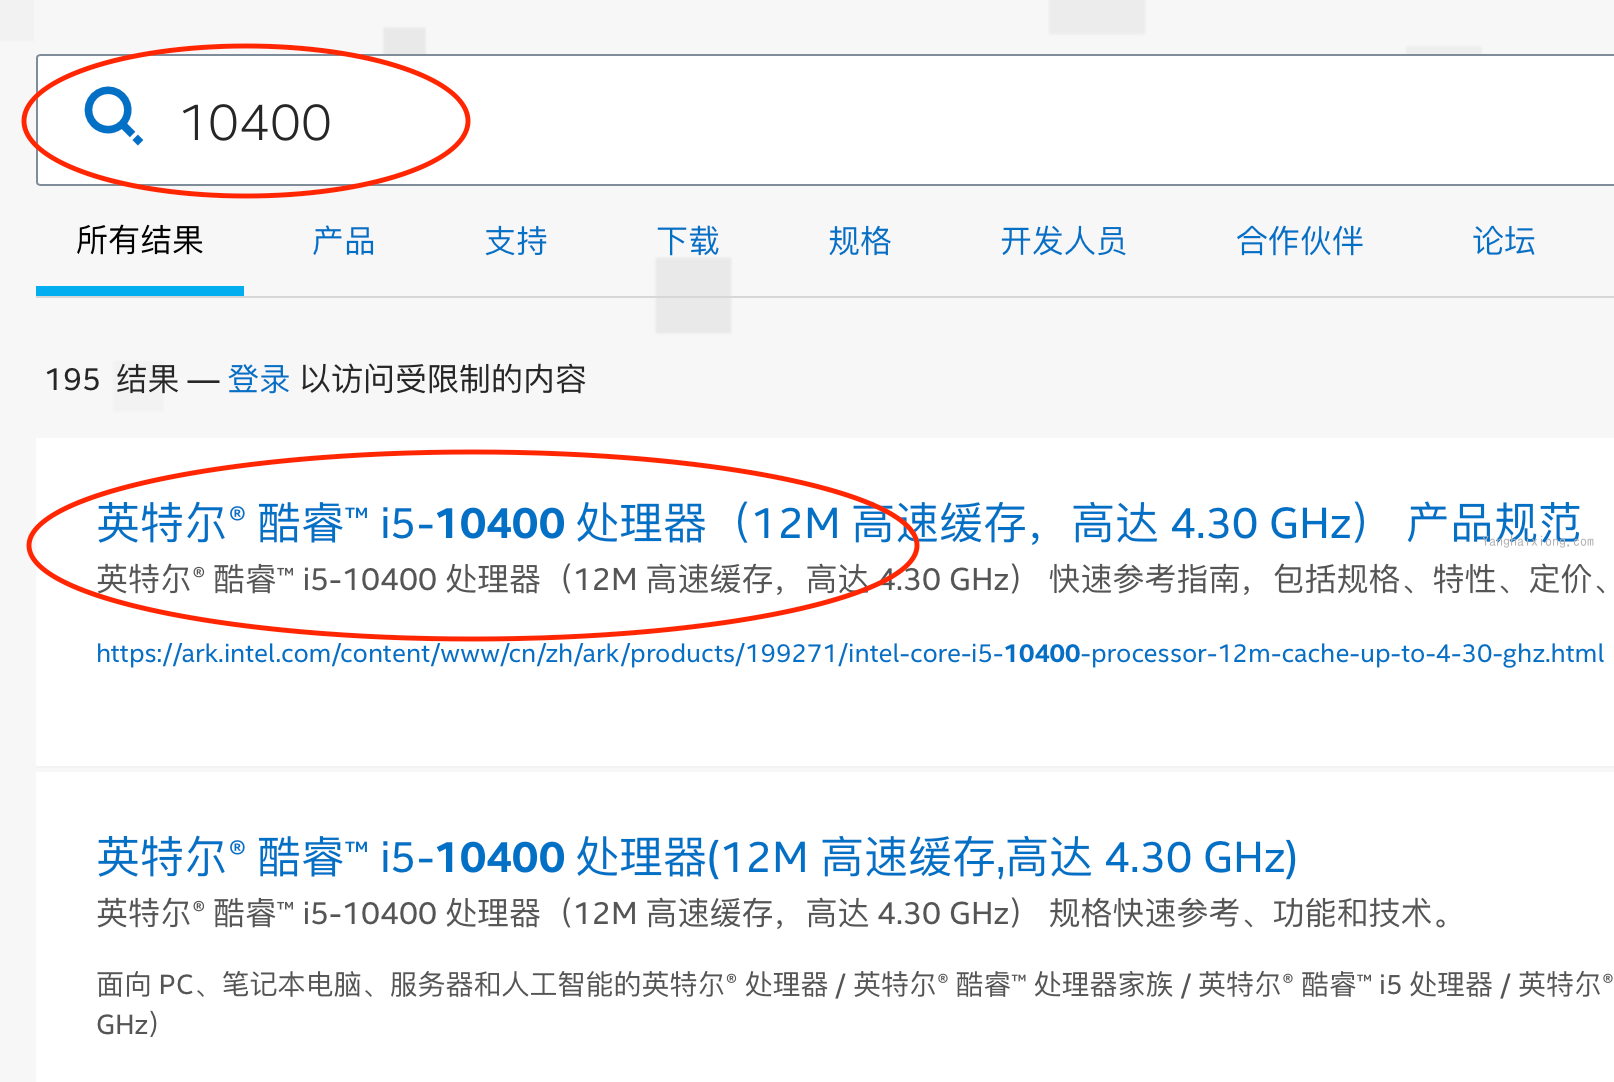 10400
所有结果 产品 支持 下载 规格 开发人员 合作伙伴 论坛
195 结果 — 登录 以访问受限制的内容
英特尔® 酷睿™ i5-10400 处理器（12M 高速缓存，高达 4.30 GHz） 产品规范
英特尔® 酷睿™ i5-10400 处理器（12M 高速缓存，高达 4.30 GHz） 快速参考指南，包括规格、特性、定价、
https://ark.intel.com/content/www/cn/zh/ark/products/199271/intel-core-i5-10400-processor-12m-cache-up-to-4-30-ghz.html
英特尔® 酷睿™ i5-10400 处理器(12M 高速缓存,高达 4.30 GHz)
英特尔® 酷睿™ i5-10400 处理器（12M 高速缓存，高达 4.30 GHz） 规格快速参考、功能和技术。
面向 PC、笔记本电脑、服务器和人工智能的英特尔® 处理器 / 英特尔® 酷睿™ 处理器家族 / 英特尔® 酷睿™ i5 处理器 / 英特尔®
GHz）